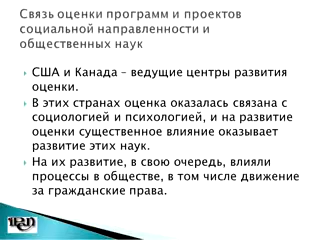 Связь оценки программ и проектов
социальной направленности и
общественных наук
США и Канада – ведущие центры развития
оценки.
В этих странах оценка оказалась связана с
социологией и психологией, и на развитие
оценки существенное влияние оказывает
развитие этих наук.
На их развитие, в свою очередь, влияли
процессы в обществе, в том числе движение
за гражданские права.